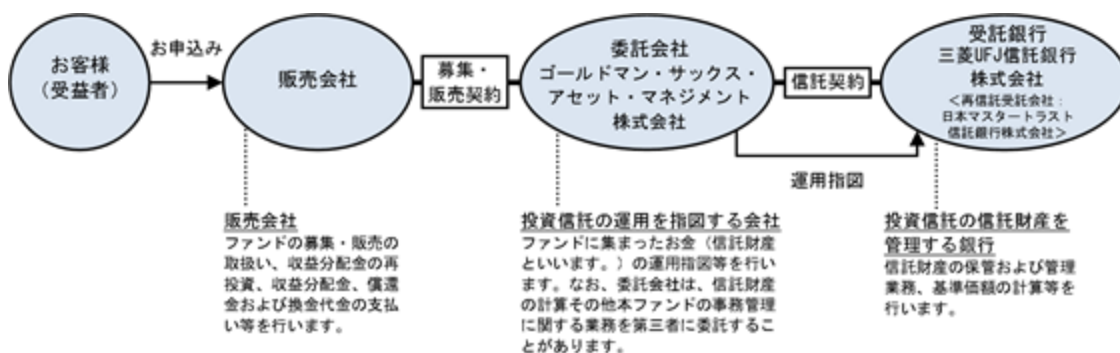 お客様
（受益者）
お申込み
販売会社
募集・
販売契約
委託会社
ゴールドマン・サックス・
アセット・マネジメント
株式会社
信託契約
受託銀行
三菱UFJ信託銀行
株式会社
＜再信託受託会社：
日本マスタートラスト
信託銀行株式会社＞
運用指図
販売会社
ファンドの募集・販売の
取扱い、収益分配金の再
投資、収益分配金、償還
金および換金代金の支払
い等を行います。
投資信託の運用を指図する会社
ファンドに集まったお金（信託財産
といいます。）の運用指図等を行い
ます。なお、委託会社は、信託財産
の計算その他本ファンドの事務管理
に関する業務を第三者に委託するこ
とがあります。
投資信託の信託財産を
管理する銀行
信託財産の保管および管理
業務、基準価額の計算等を
行います。